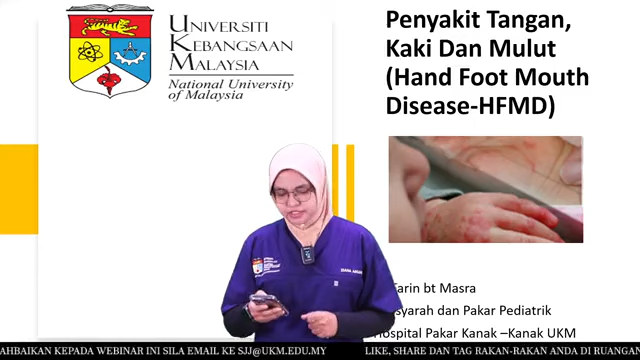 UNIVERSITI
KEBANGSAAN
MALAYSIA
National University
of Malaysia
Penyakit Tangan,
Kaki Dan Mulut
(Hand Foot Mouth
Disease-HFMD)
Farin bt Masra
syarah dan Pakar Pediatrik
Hospital Pakar Kanak –Kanak UKM
AHBAIKAN KEPADA WEBINAR INI SILA EMAIL KE SJJ@UKM.EDU.MY LIKE, SHARE DAN TAG RAKAN-RAKAN ANDA DI RUANGAN